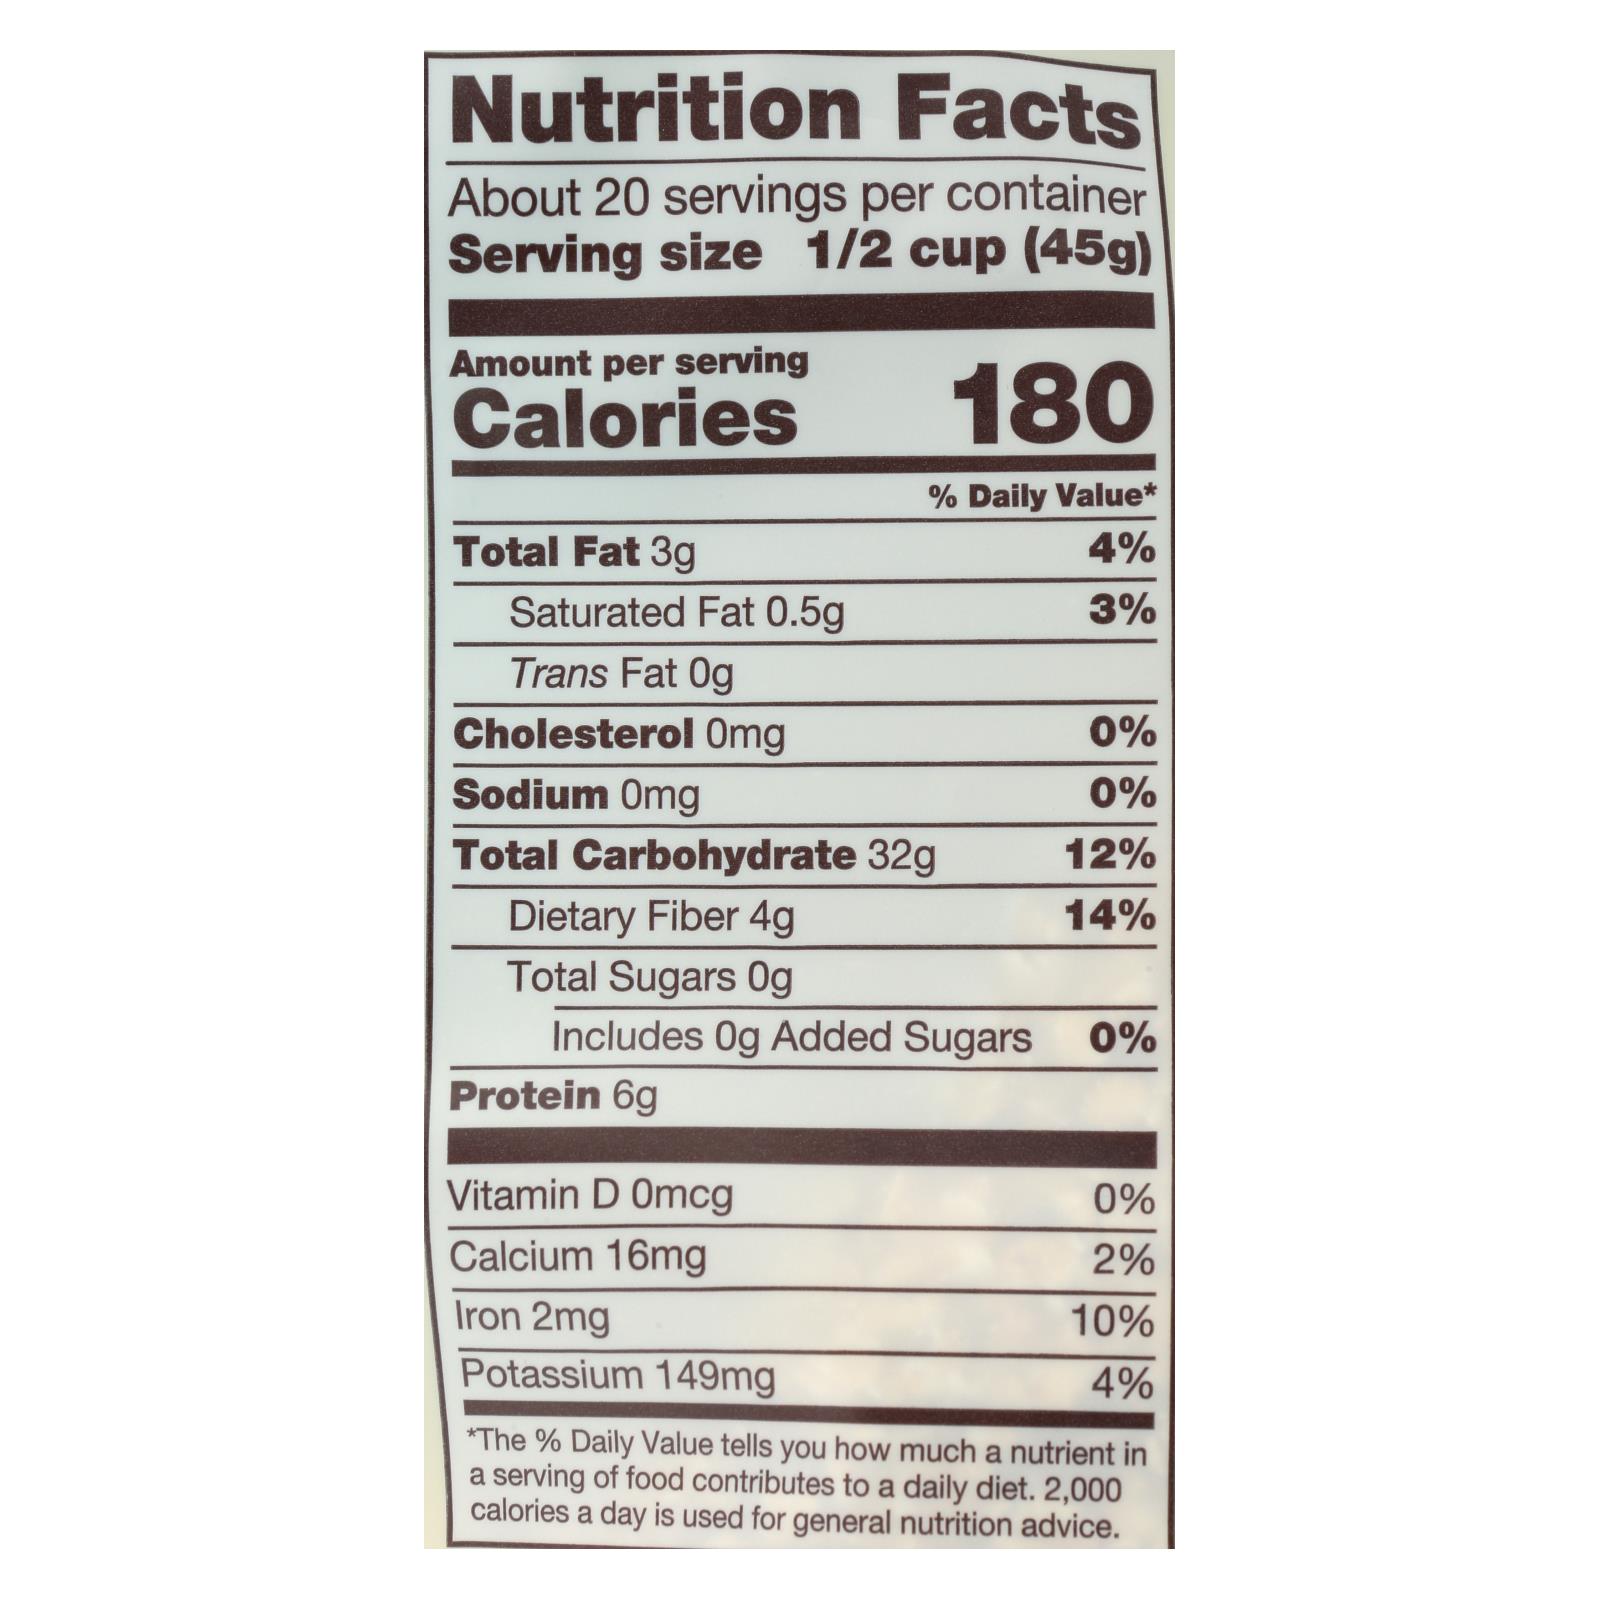 Nutrition Facts
About 20 servings per container
Serving size 1/2 cup (45g)
Amount per serving
Calories 180
% Daily Value*
Total Fat 3g 4%
Saturated Fat 0.5g 3%
Trans Fat 0g
Cholesterol 0mg 0%
Sodium 0mg 0%
Total Carbohydrate 32g 12%
Dietary Fiber 4g 14%
Total Sugars 0g
Includes 0g Added Sugars 0%
Protein 6g
Vitamin D 0mcg 0%
Calcium 16mg 2%
Iron 2mg 10%
Potassium 149mg 4%
*The % Daily Value tells you how much a nutrient in
a serving of food contributes to a daily diet. 2,000
calories a day is used for general nutrition advice.